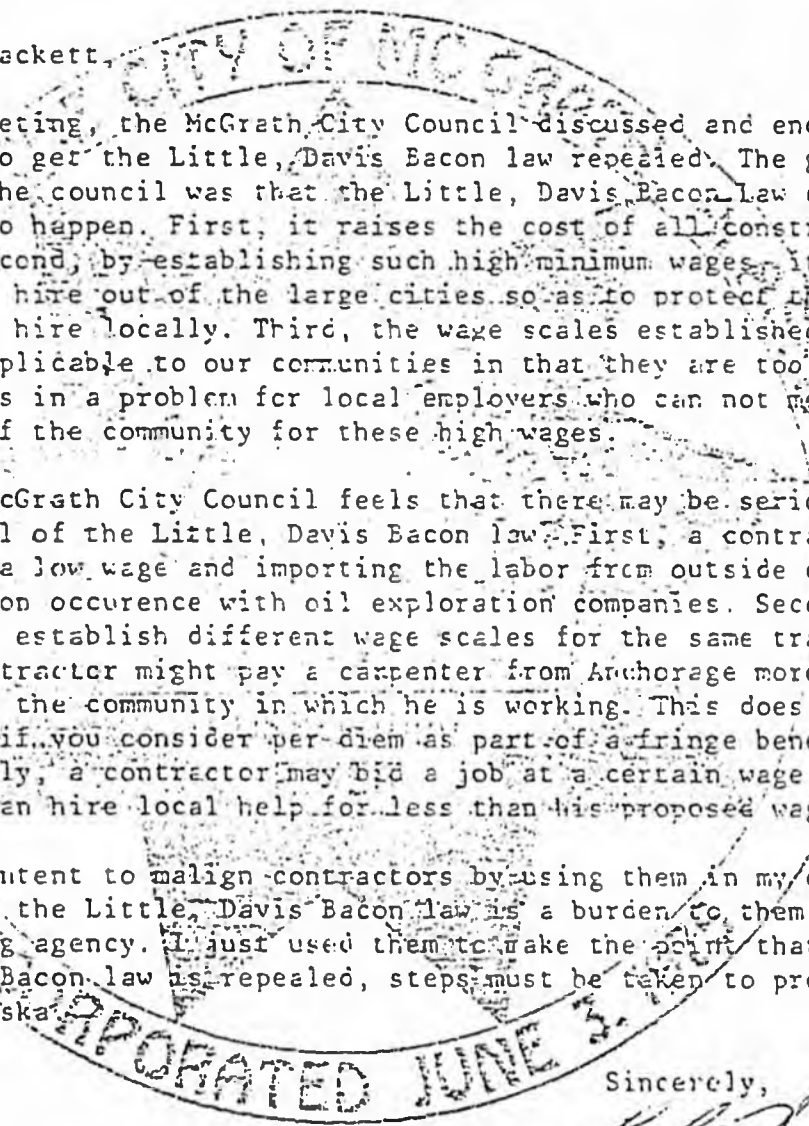 ackett,
CITY OF MC GR
eting, the McGrath City Council discussed and en
o get the Little, Davis Bacon law repealed. The
he council was that the Little, Davis Bacon Law
o happen. First, it raises the cost of all const
cond, by establishing such high minimum wages, i
hire out of the large cities so as to protect
hire locally. Third, the wage scales establishe
plicable to our communities in that they are too
s in a problem for local employers who can not m
f the community for these high wages.
cGrath City Council feels that there may be seri
l of the Little, Davis Bacon law. First, a contra
a low wage and importing the labor from outside
on occurence with oil exploration companies. Seco
establish different wage scales for the same tra
tractor might pay a carpenter from Anchorage more
the community in which he is working. This does
if you consider per-diem as part of a fringe ben
ly, a contractor may bid a job at a certain wage
an hire local help for less than his proposed wa
ntent to malign contractors by using them in my
the Little, Davis Bacon law is a burden to them
g agency. I just used them to make the point that
Bacon law is repealed, steps must be taken to pro
ska
RPORATED JUNE 3,
Sincerely,